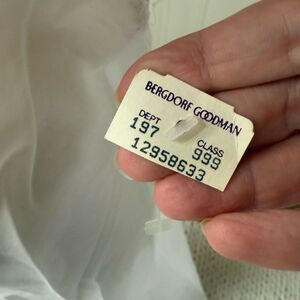 BERGDORF GOODMAN
DEPT CLASS
197 999
12958633